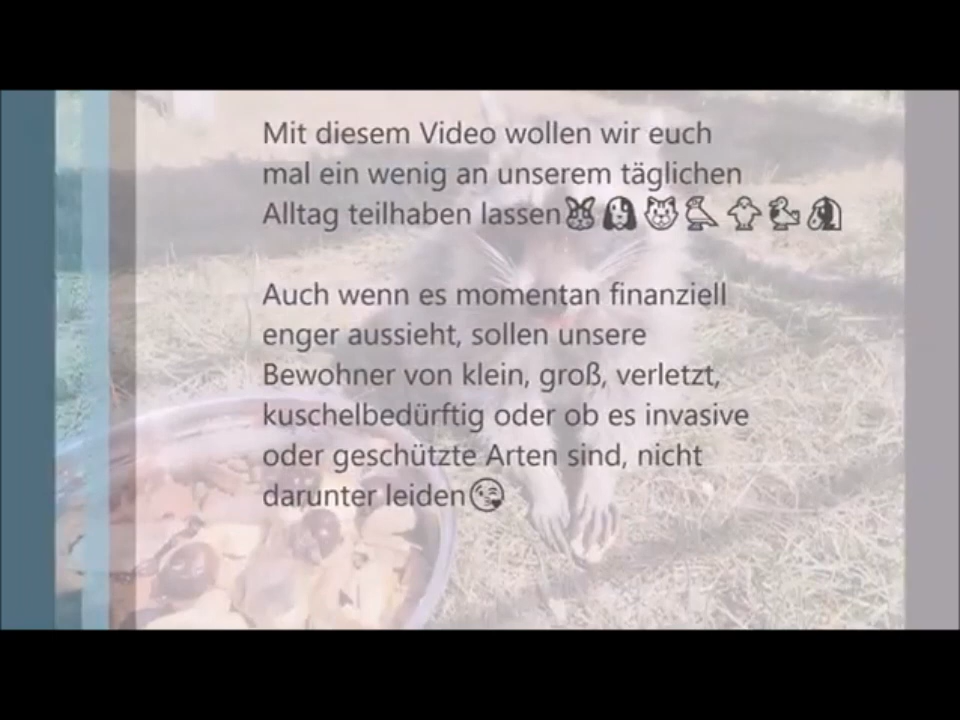 Mit diesem Video wollen wir euch
mal ein wenig an unserem täglichen
Alltag teilhaben lassen🐰🐶🐱🐦🐧🦆🐴
Auch wenn es momentan finanziell
enger aussieht, sollen unsere
Bewohner von klein, groß, verletzt,
kuschelbedürftig oder ob es invasive
oder geschützte Arten sind, nicht
darunter leiden😘